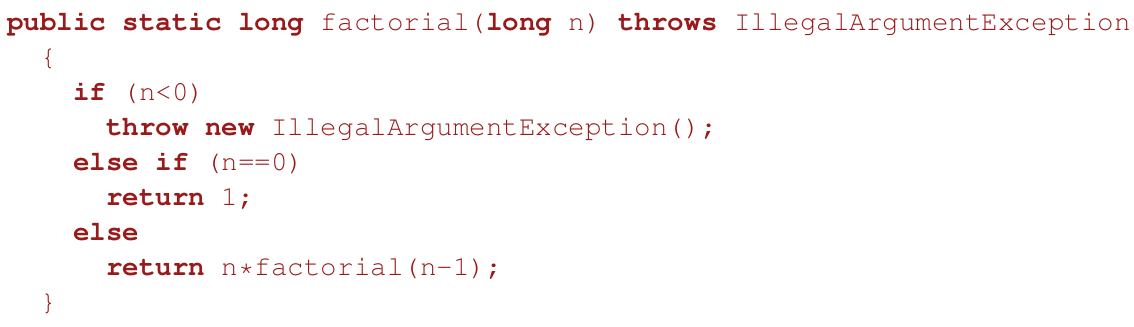 public static long factorial(long n) throws IllegalArgumentException
{
if (n<0)
throw new IllegalArgumentException();
else if (n==0)
return 1;
else
return n*factorial(n-1);
}